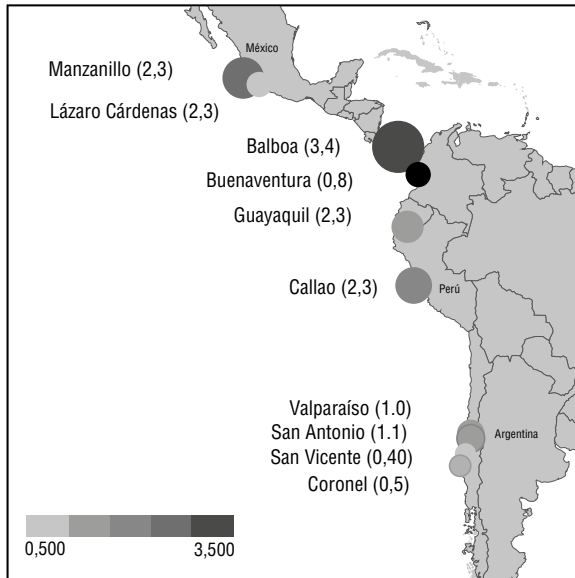 México
Manzanillo (2,3)
Lázaro Cárdenas (2,3)
Balboa (3,4)
Buenaventura (0,8)
Guayaquil (2,3)
Callao (2,3)
Perú
Valparaíso (1.0)
San Antonio (1.1)
Argentina
San Vicente (0,40)
Coronel (0,5)
0,500
3,500